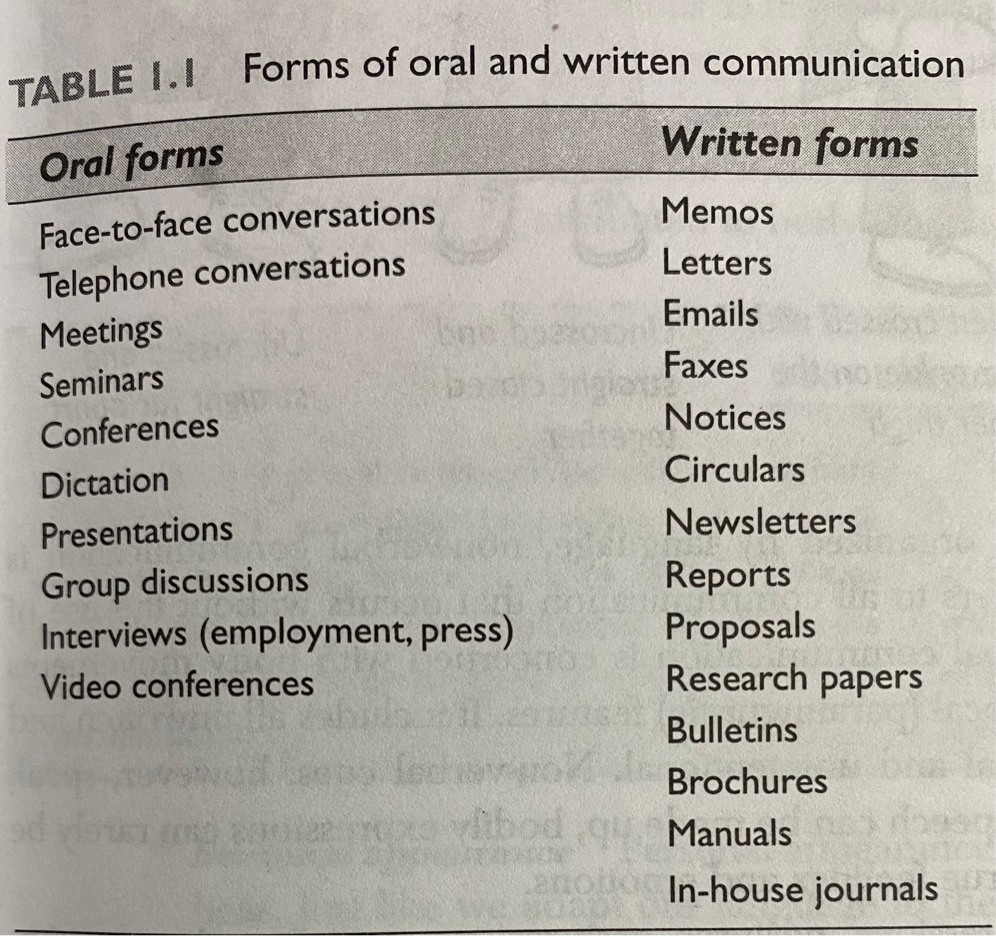 TABLE 1.1 Forms of oral and written communication
Oral forms Written forms
Face-to-face conversations Memos
Telephone conversations Letters
Meetings Emails
Seminars Faxes
Conferences Notices
Dictation Circulars
Presentations Newsletters
Group discussions Reports
Interviews (employment, press) Proposals
Video conferences Research papers
Bulletins
Brochures
Manuals
In-house journals